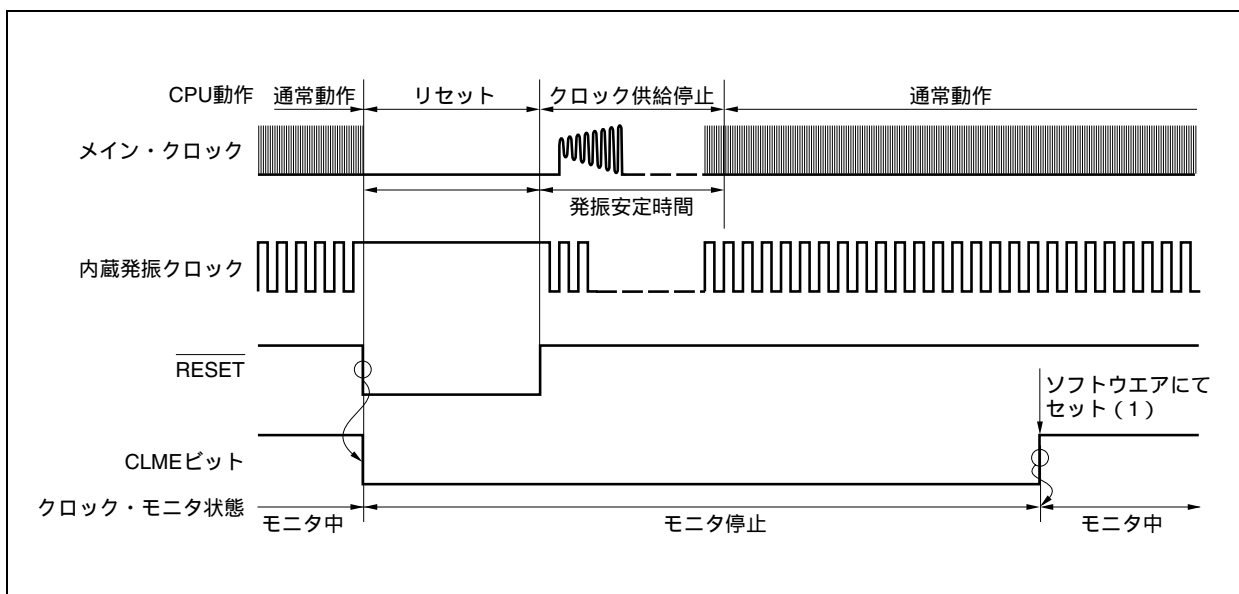 CPU動作 通常動作 リセット クロック供給停止 通常動作
メイン・クロック
発振安定時間
内蔵発振クロック
RESET
ソフトウエアにて
セット（1）
CLMEビット
クロック・モニタ状態
モニタ中 モニタ停止 モニタ中